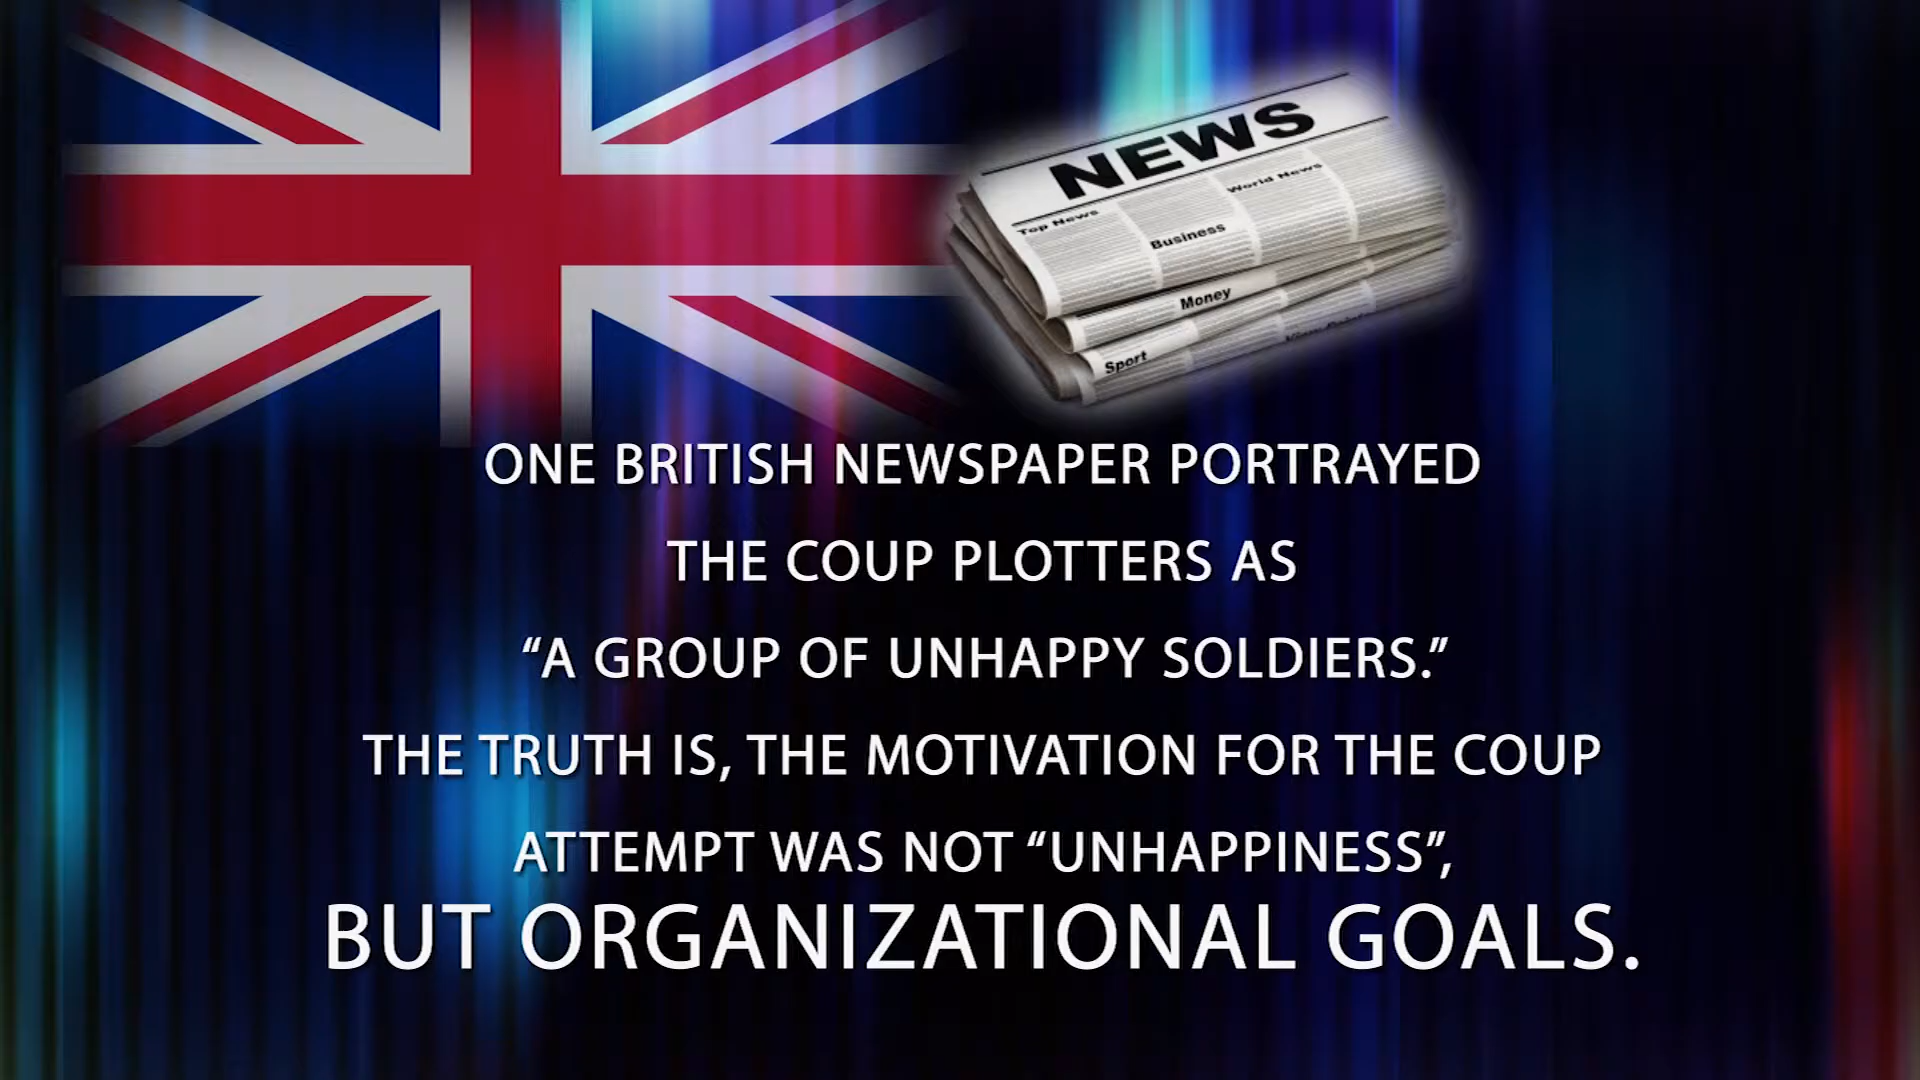 NEWS
World News
Top News
Business
Money
Sport
ONE BRITISH NEWSPAPER PORTRAYED
THE COUP PLOTTERS AS
“A GROUP OF UNHAPPY SOLDIERS.”
THE TRUTH IS, THE MOTIVATION FOR THE COUP
ATTEMPT WAS NOT “UNHAPPINESS”,
BUT ORGANIZATIONAL GOALS.